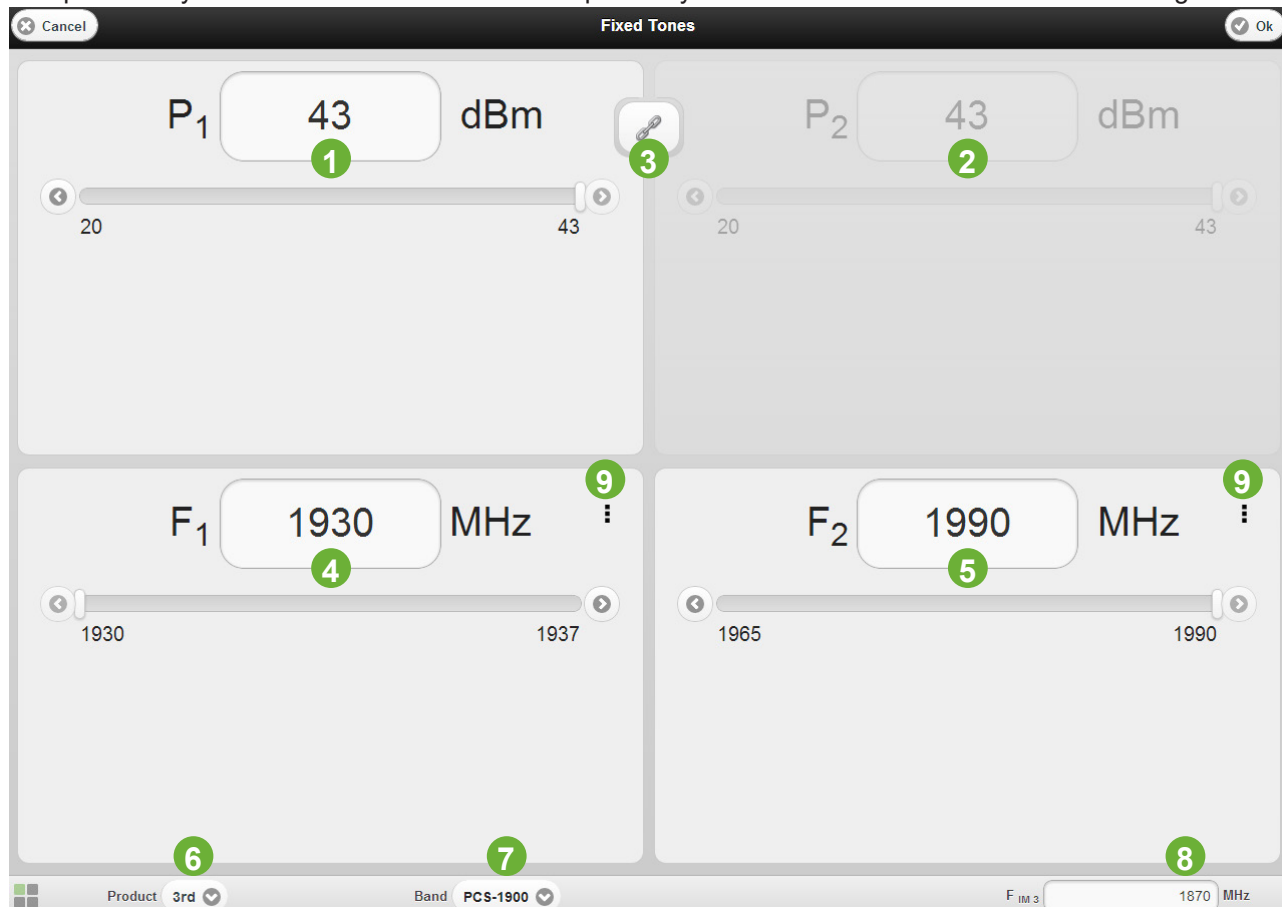 Cancel Fixed Tones Ok
P1 43 dBm P2 43 dBm
1 3 2
20 43 20 43
9 9
F1 1930 MHz F2 1990 MHz
4 5
1930 1937 1965 1990
6 7 8
Product 3rd Band PCS-1900 F IM 3 1870 MHz